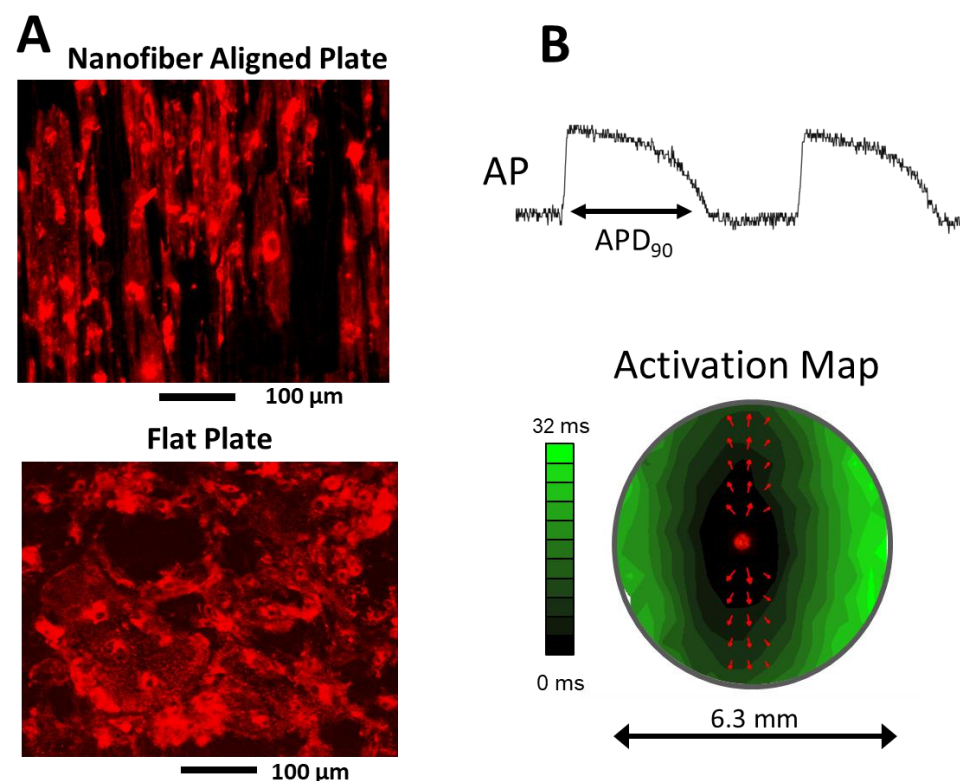 A
Nanofiber Aligned Plate
100 µm
Flat Plate
100 µm
B
AP
APD₉₀
Activation Map
32 ms
0 ms
6.3 mm